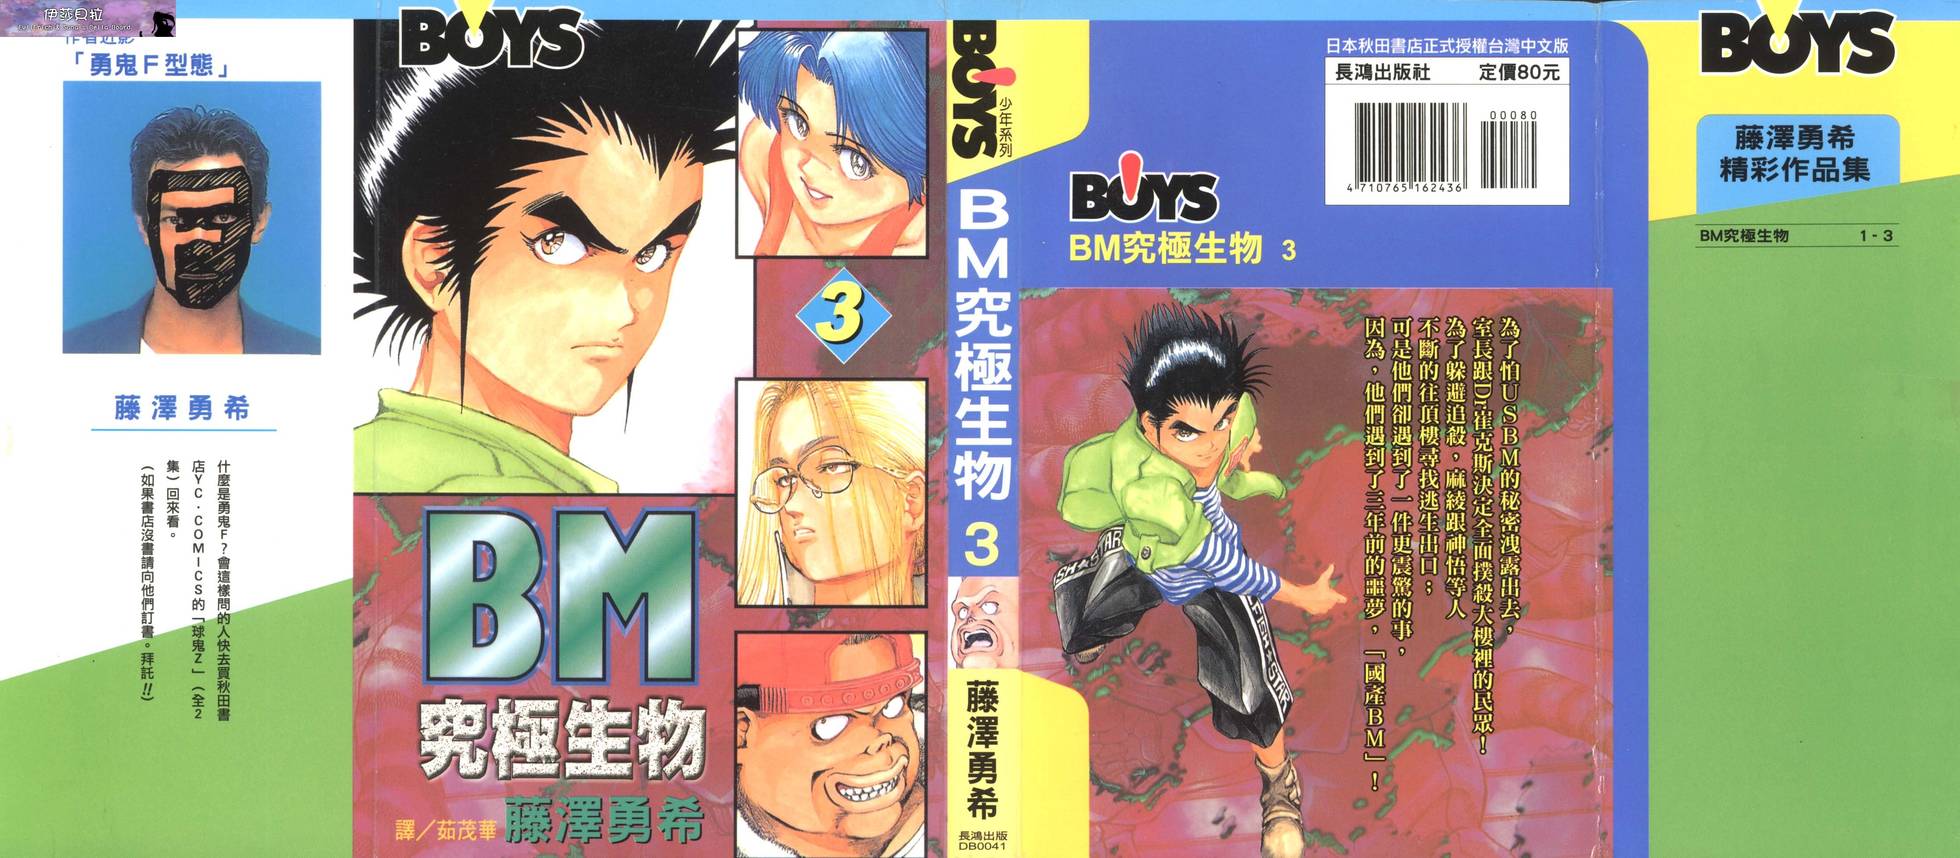 伊莎貝拉
作者近影
「勇鬼F型態」
藤澤勇希
什麼是勇鬼F?會這樣問的人快去買秋田書
店YC・COMICS的「球鬼Z」(全2
集)回來看。
(如果書店沒書請向他們訂書。拜託!!)
BOYS
3
BM
究極生物
譯/茹茂華 藤澤勇希
BOYS
少年系列
BM究極生物 3
藤澤勇希
長鴻出版
DB0041
日本秋田書店正式授權台灣中文版
長鴻出版社 定價80元
00080
4 710765 162436
BOYS
BM究極生物 3
為了怕USBM的秘密洩露出去,
室長跟Dr崔克斯決定全面撲殺大樓裡的民眾!
為了躲避追殺,麻綾跟神悟等人
不斷的往頂樓尋找逃生出口;
可是他們卻遇到了一件更震驚的事,
因為,他們遇到了三年前的噩夢,「國產BM」!
FISH★STAR
BOYS
藤澤勇希
精彩作品集
BM究極生物 1-3